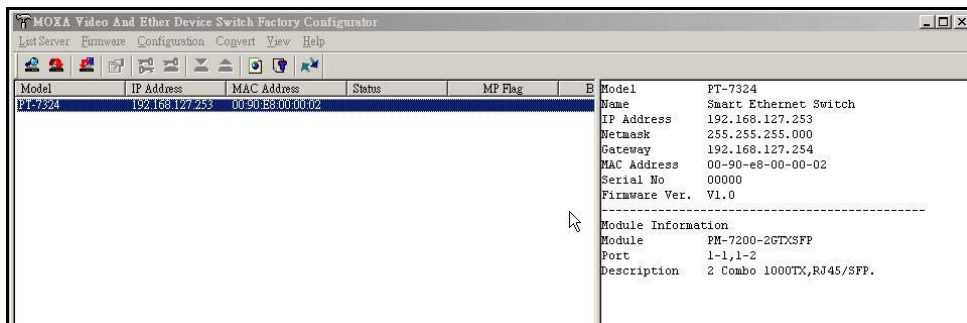 MOXA Video And Ether Device Switch Factory Configurator
List Server Firmware Configuration Convert View Help
Model IP Address MAC Address Status MP Flag B
PT-7324 192.168.127.253 00:90:E8:00:00:02
Model PT-7324
Name Smart Ethernet Switch
IP Address 192.168.127.253
Netmask 255.255.255.000
Gateway 192.168.127.254
MAC Address 00-90-e8-00-00-02
Serial No 00000
Firmware Ver. V1.0
Module Information
Module PM-7200-2GTXSFP
Port 1-1,1-2
Description 2 Combo 1000TX,RJ45/SFP.